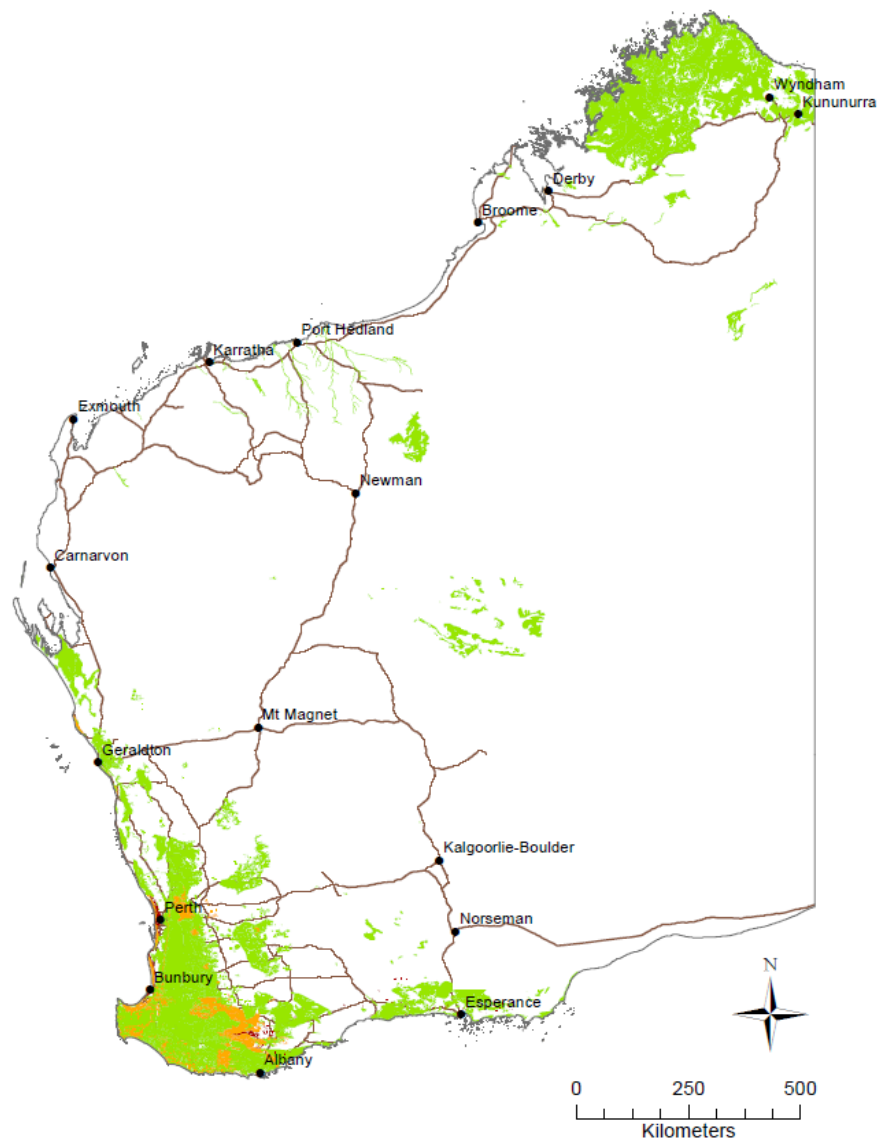 Wyndham
Kununurra
Derby
Broome
Port Hedland
Karratha
Exmouth
Newman
Carnarvon
Mt Magnet
Geraldton
Kalgoorlie-Boulder
Perth
Norseman
Bunbury
N
Esperance
Albany
0 250 500
Kilometers